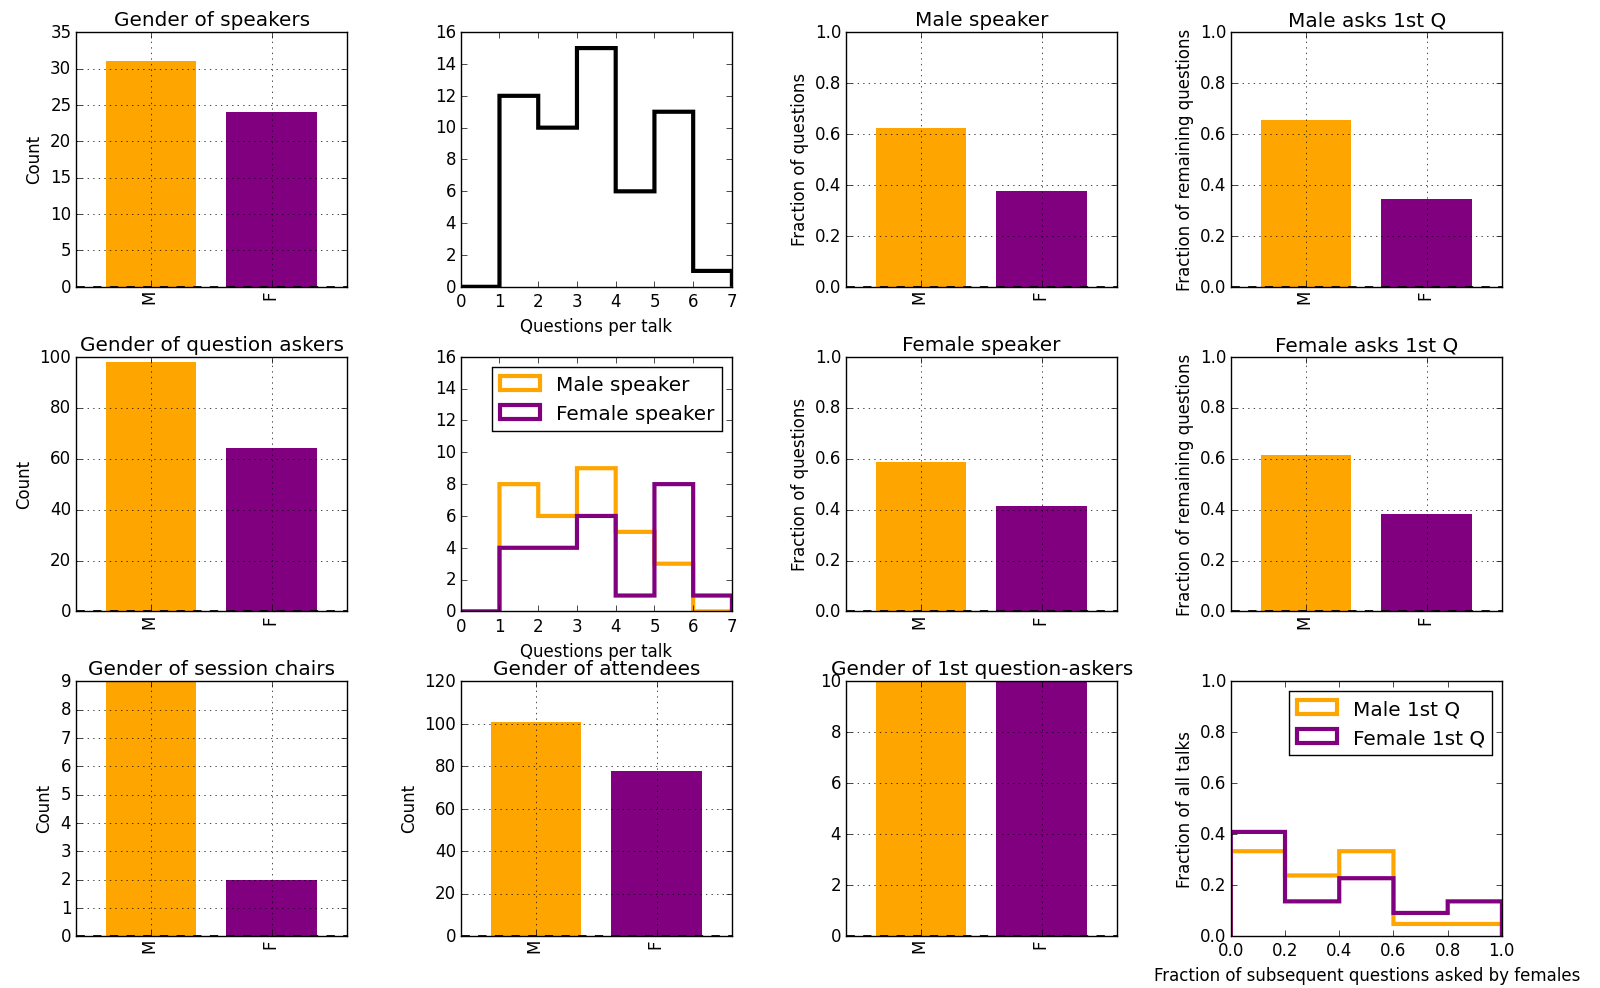 Gender of speakers
Count
0
5
10
15
20
25
30
35
M
F
0
2
4
6
8
10
12
14
16
0 1 2 3 4 5 6 7
Questions per talk
Male speaker
Fraction of questions
0.0
0.2
0.4
0.6
0.8
1.0
M
F
Male asks 1st Q
Fraction of remaining questions
0.0
0.2
0.4
0.6
0.8
1.0
M
F
Gender of question askers
Count
0
20
40
60
80
100
M
F
Male speaker
Female speaker
0
2
4
6
8
10
12
14
16
0 1 2 3 4 5 6 7
Questions per talk
Female speaker
Fraction of questions
0.0
0.2
0.4
0.6
0.8
1.0
M
F
Female asks 1st Q
Fraction of remaining questions
0.0
0.2
0.4
0.6
0.8
1.0
M
F
Gender of session chairs
Count
0
1
2
3
4
5
6
7
8
9
M
F
Gender of attendees
Count
0
20
40
60
80
100
120
M
F
Gender of 1st question-askers
0
2
4
6
8
10
M
F
Male 1st Q
Female 1st Q
Fraction of all talks
0.0
0.2
0.4
0.6
0.8
1.0
0.0 0.2 0.4 0.6 0.8 1.0
Fraction of subsequent questions asked by females